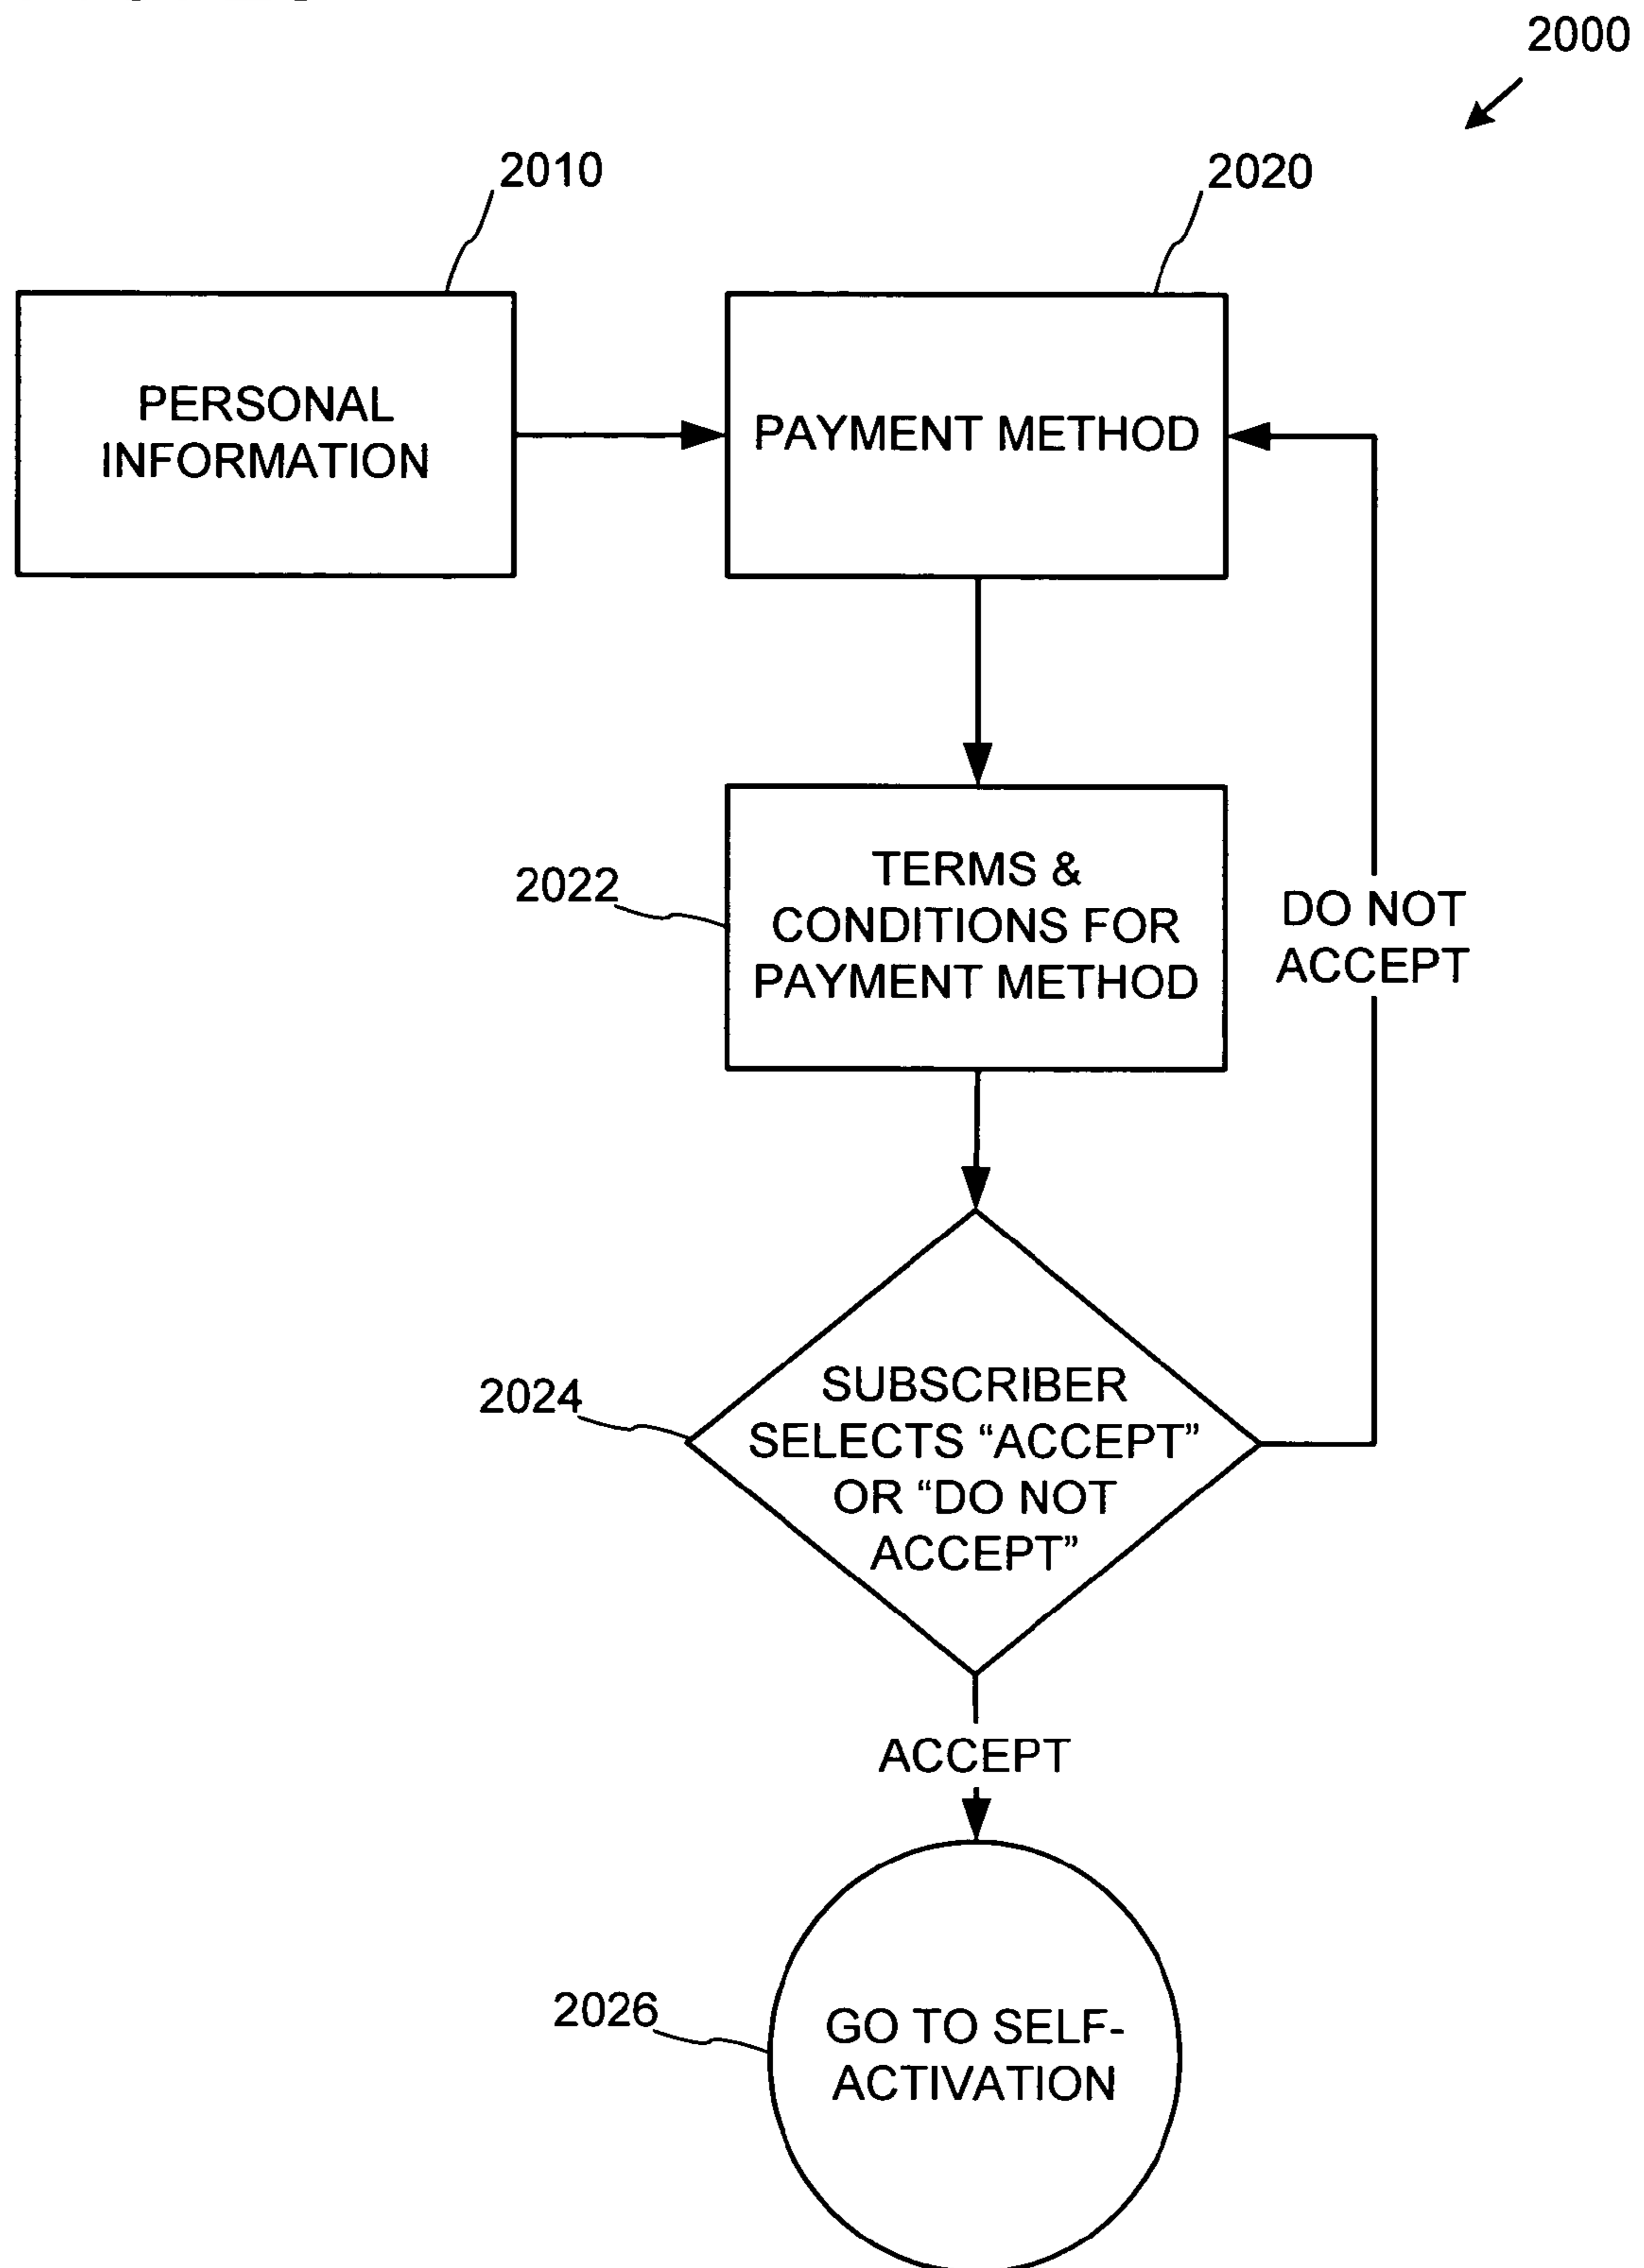 2000
2010
2020
PERSONAL
INFORMATION
PAYMENT METHOD
2022
TERMS &
CONDITIONS FOR
PAYMENT METHOD
DO NOT
ACCEPT
2024
SUBSCRIBER
SELECTS “ACCEPT”
OR “DO NOT
ACCEPT”
ACCEPT
2026
GO TO SELF-
ACTIVATION